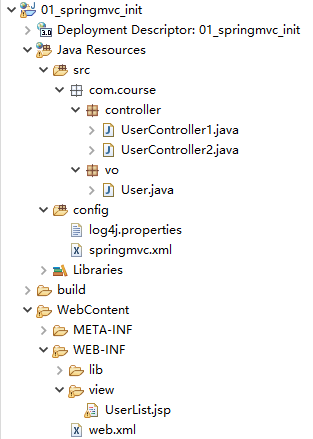 01_springmvc_init
Deployment Descriptor: 01_springmvc_init
Java Resources
src
com.course
controller
UserController1.java
UserController2.java
vo
User.java
config
log4j.properties
springmvc.xml
Libraries
build
WebContent
META-INF
WEB-INF
lib
view
UserList.jsp
web.xml